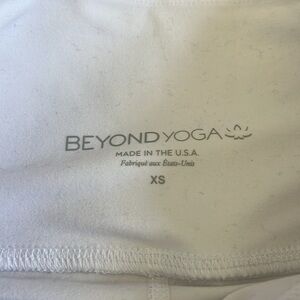 BEYOND YOGA
MADE IN THE U.S.A.
Fabriqué aux États-Unis
XS